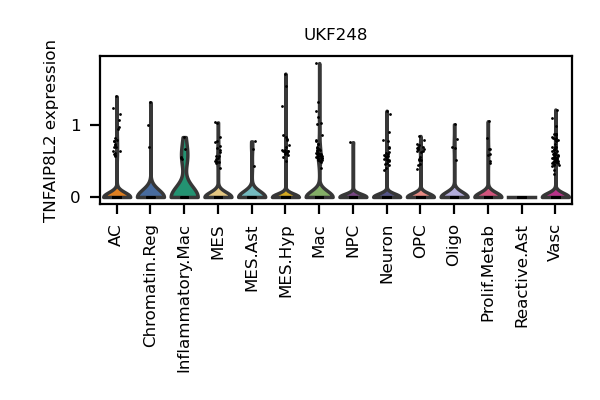 UKF248
TNFAIP8L2 expression
1
0
AC
Chromatin.Reg
Inflammatory.Mac
MES
MES.Ast
MES.Hyp
Mac
NPC
Neuron
OPC
Oligo
Prolif.Metab
Reactive.Ast
Vasc